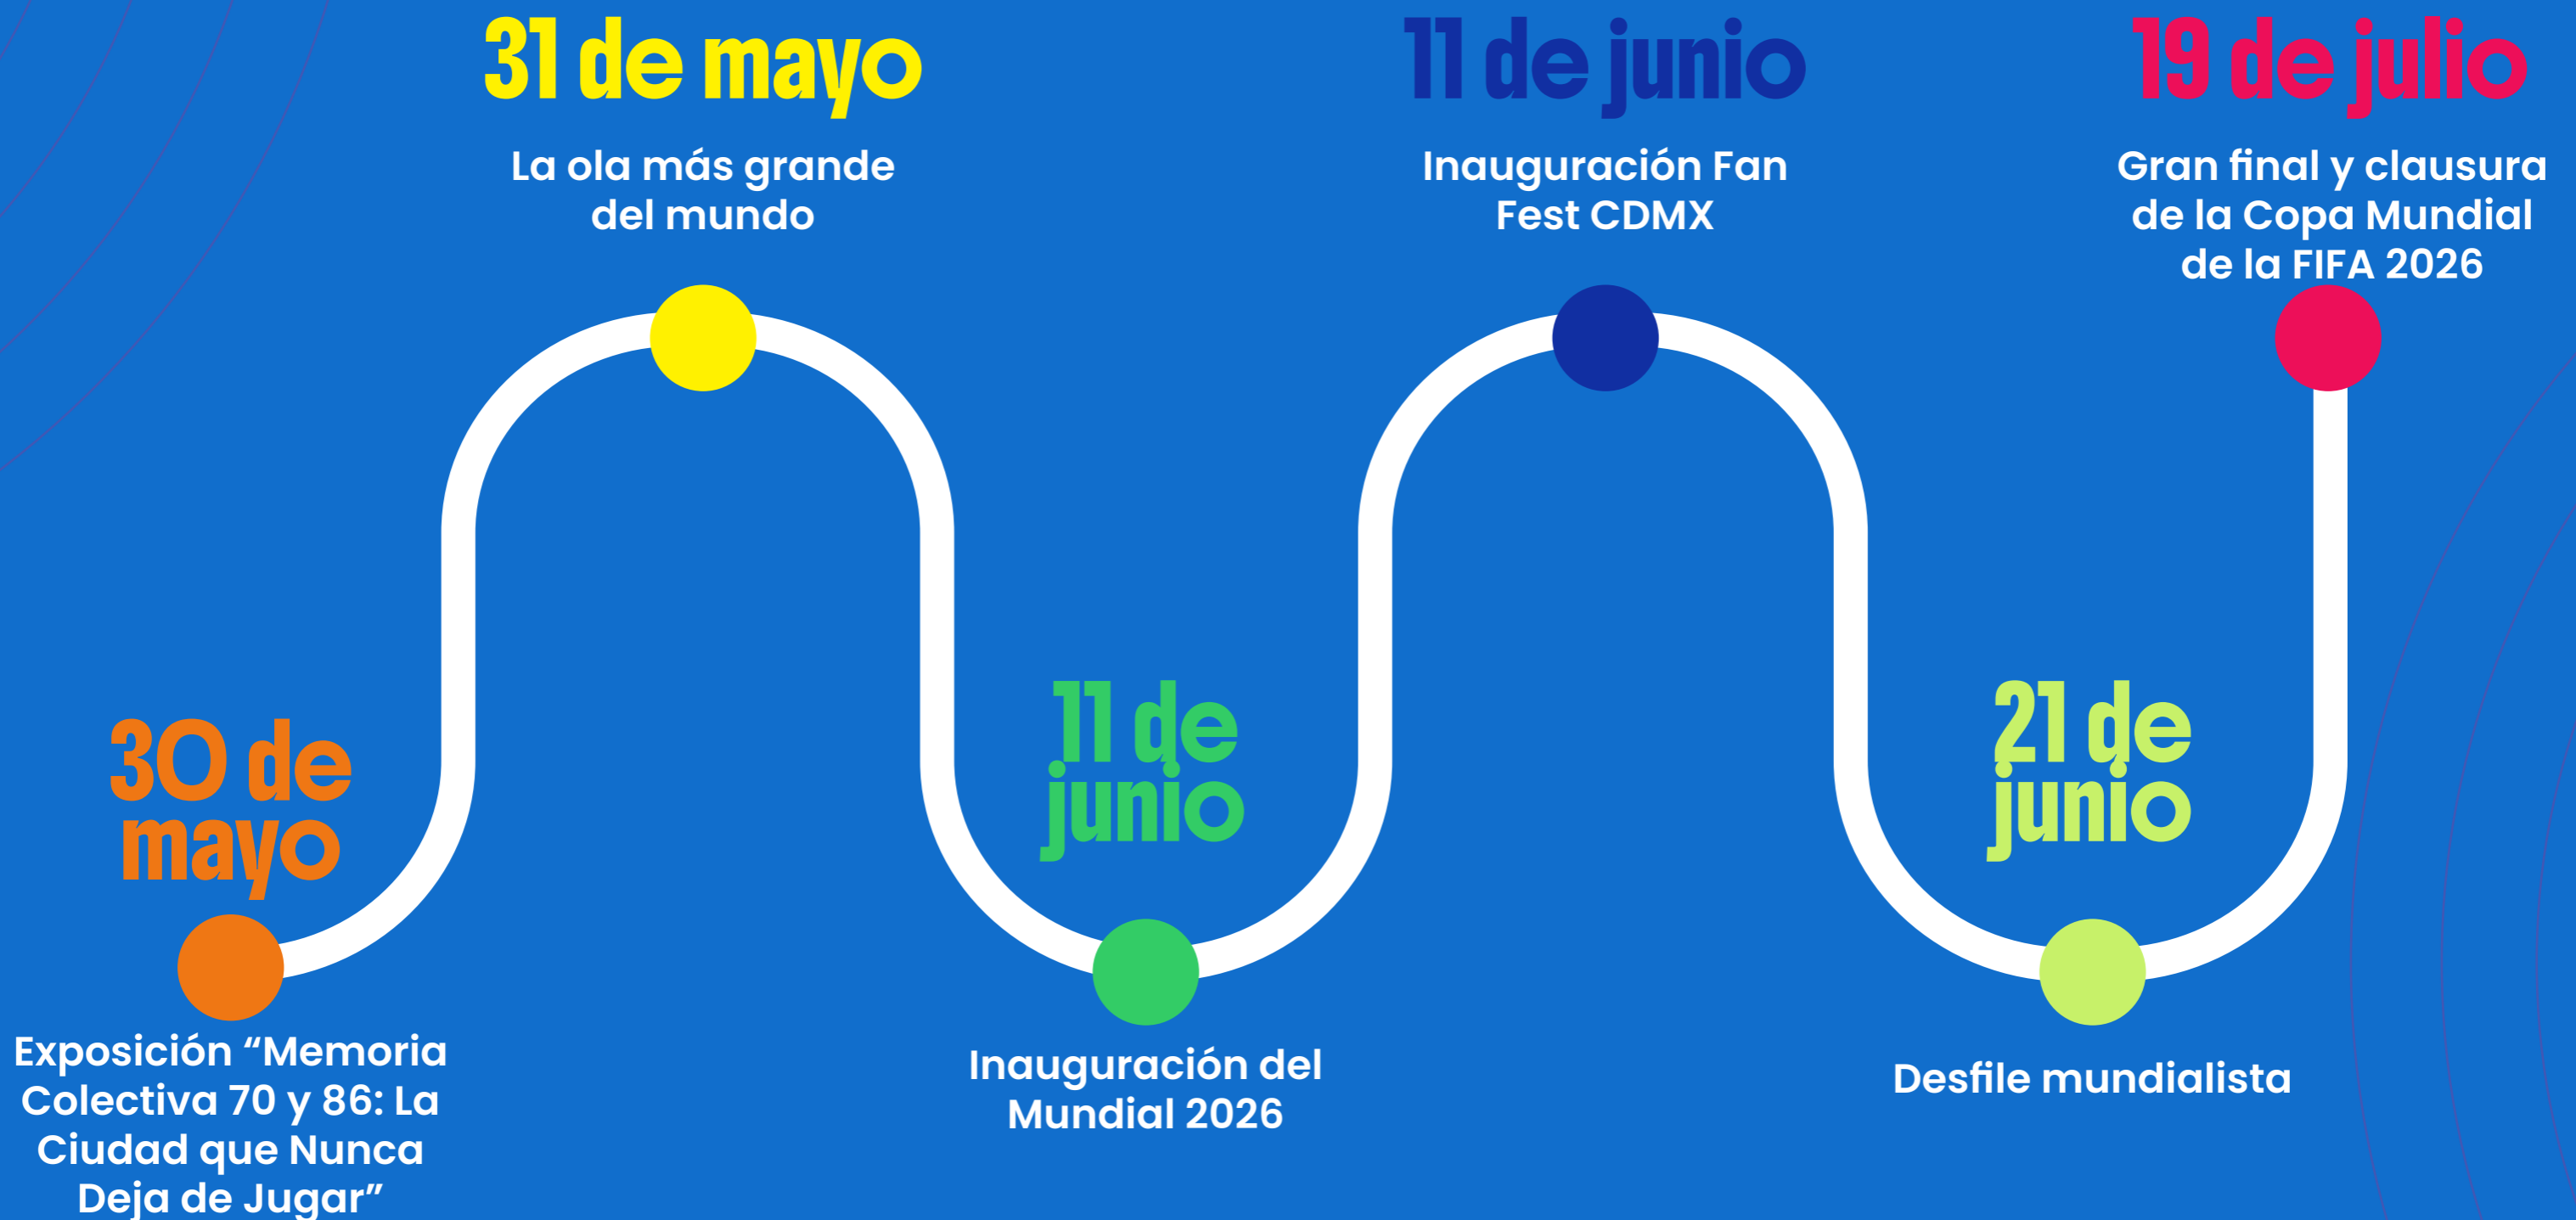 30 de
mayo
Exposición “Memoria
Colectiva 70 y 86: La
Ciudad que Nunca
Deja de Jugar”
31 de mayo
La ola más grande
del mundo
11 de
junio
Inauguración del
Mundial 2026
11 de junio
Inauguración Fan
Fest CDMX
21 de
junio
Desfile mundialista
19 de julio
Gran final y clausura
de la Copa Mundial
de la FIFA 2026